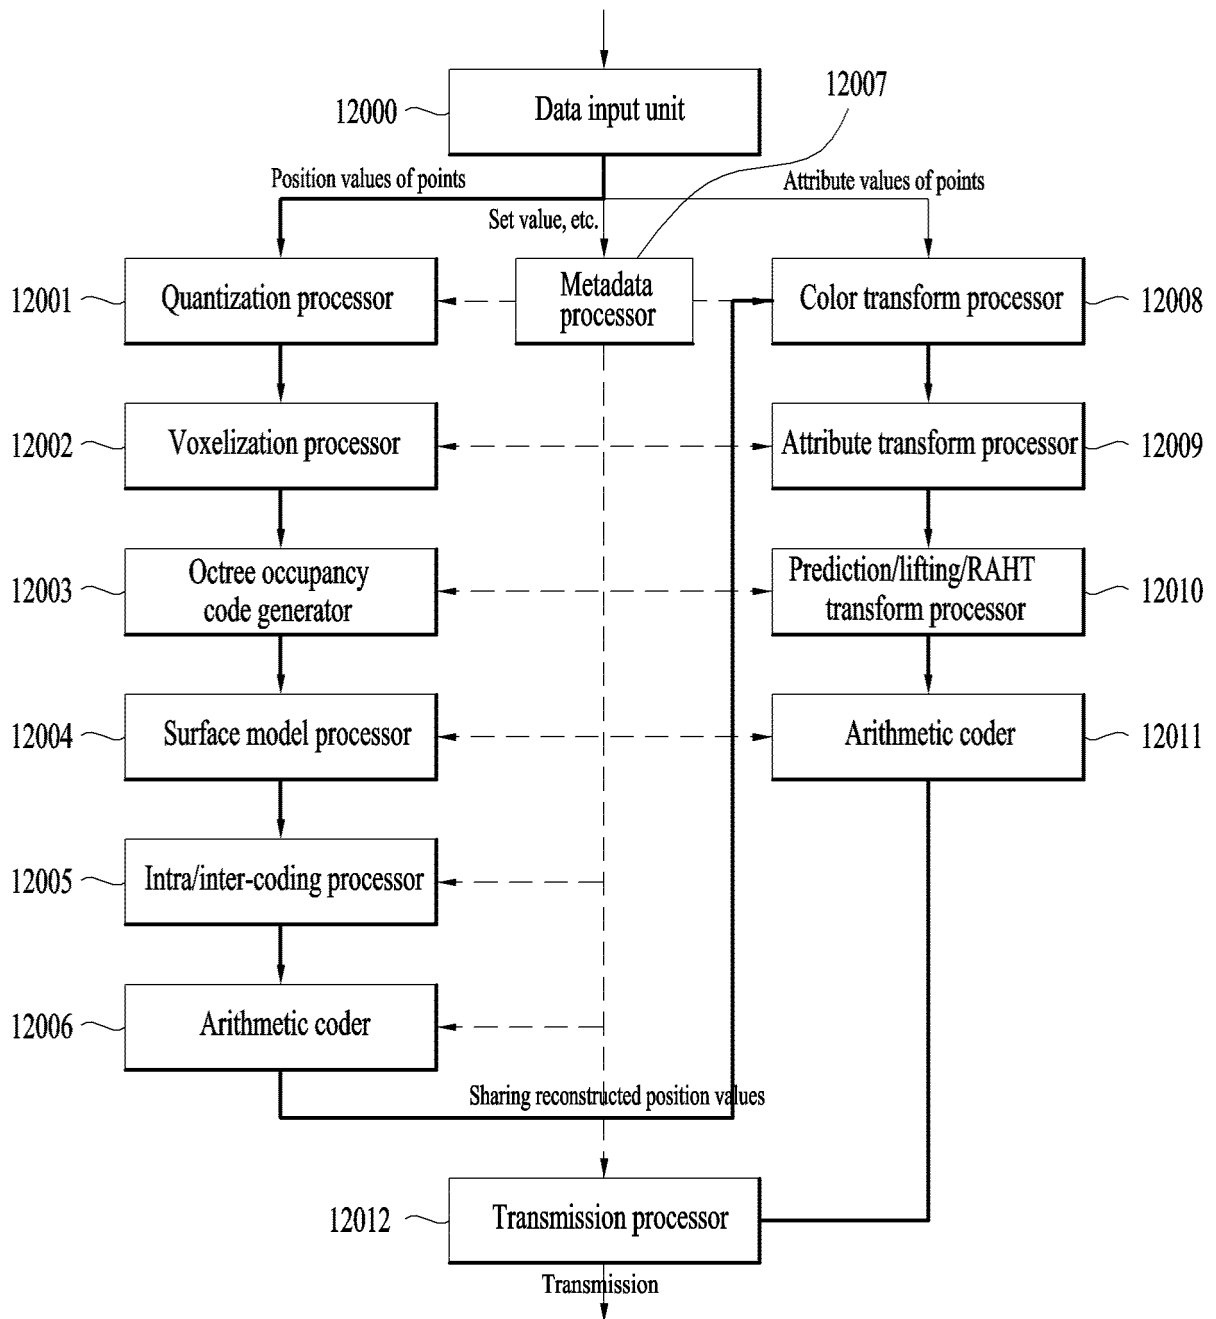 12007
12000
Data input unit
Position values of points
Attribute values of points
Set value, etc.
12001
Quantization processor
Metadada
processor
Color transform processor
12008
12002
Voxelization processor
Attribute transform processor
12009
12003
Octree occupancy
code generator
Prediction/lifting/RAHT
transform processor
12010
12004
Surface model processor
Arithmetic coder
12011
12005
Intra/inter-coding processor
12006
Arithmetic coder
Sharing reconstructed position values
12012
Transmission processor
Transmission